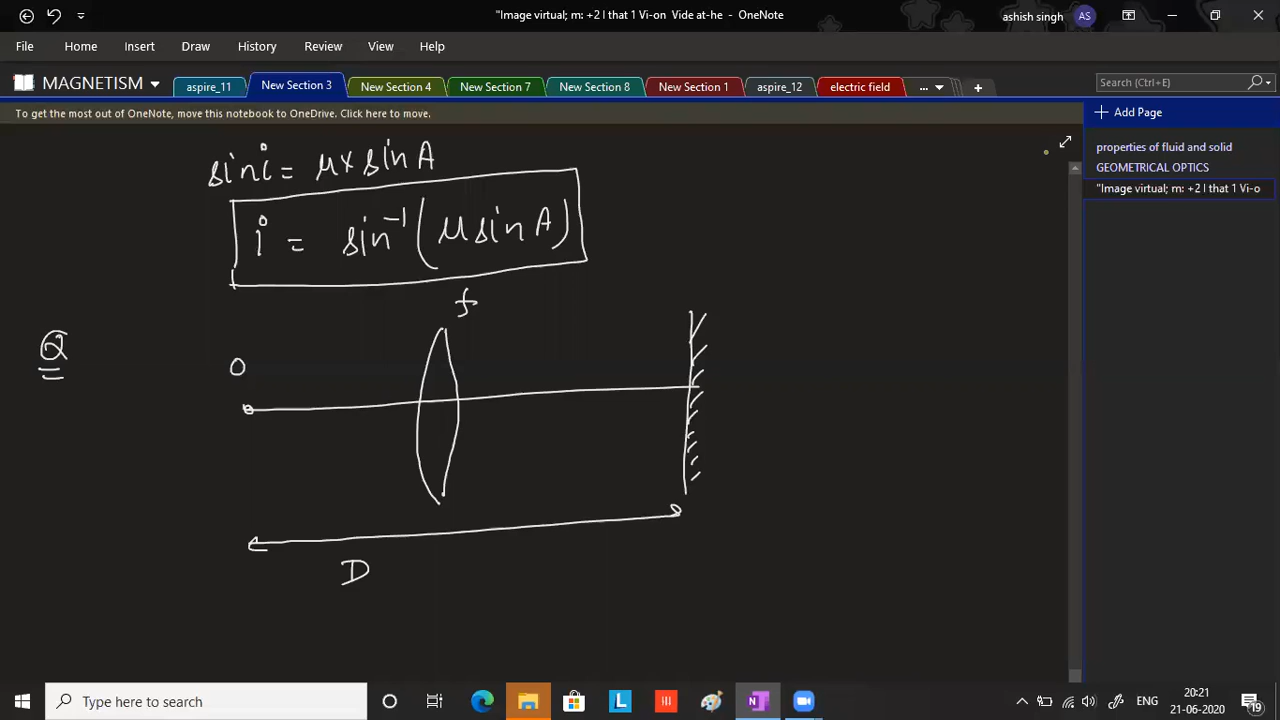 "Image virtual; m: +2 I that 1 Vi-on Vide at-he - OneNote
ashish singh AS
File Home Insert Draw History Review View Help
MAGNETISM aspire_11 New Section 3 New Section 4 New Section 7 New Section 8 New Section 1 aspire_12 electric field ... + Search (Ctrl+E)
To get the most out of OneNote, move this notebook to OneDrive. Click here to move.
+ Add Page
properties of fluid and solid
GEOMETRICAL OPTICS
"Image virtual; m: +2 I that 1 Vi-o
sin i = μ x sin A
i = sin⁻¹ (μ sin A)
f
Q
O
D
Type here to search
L
N
ENG
20:21
21-06-2020
19